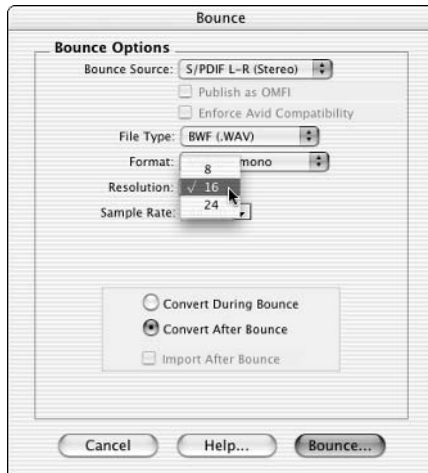 Bounce
Bounce Options
Bounce Source: S/PDIF L-R (Stereo)
Publish as OMFI
Enforce Avid Compatibility
File Type: BWF (.WAV)
Format: mono
8
Resolution: √ 16
24
Sample Rate:
Convert During Bounce
Convert After Bounce
Import After Bounce
Cancel Help... Bounce...